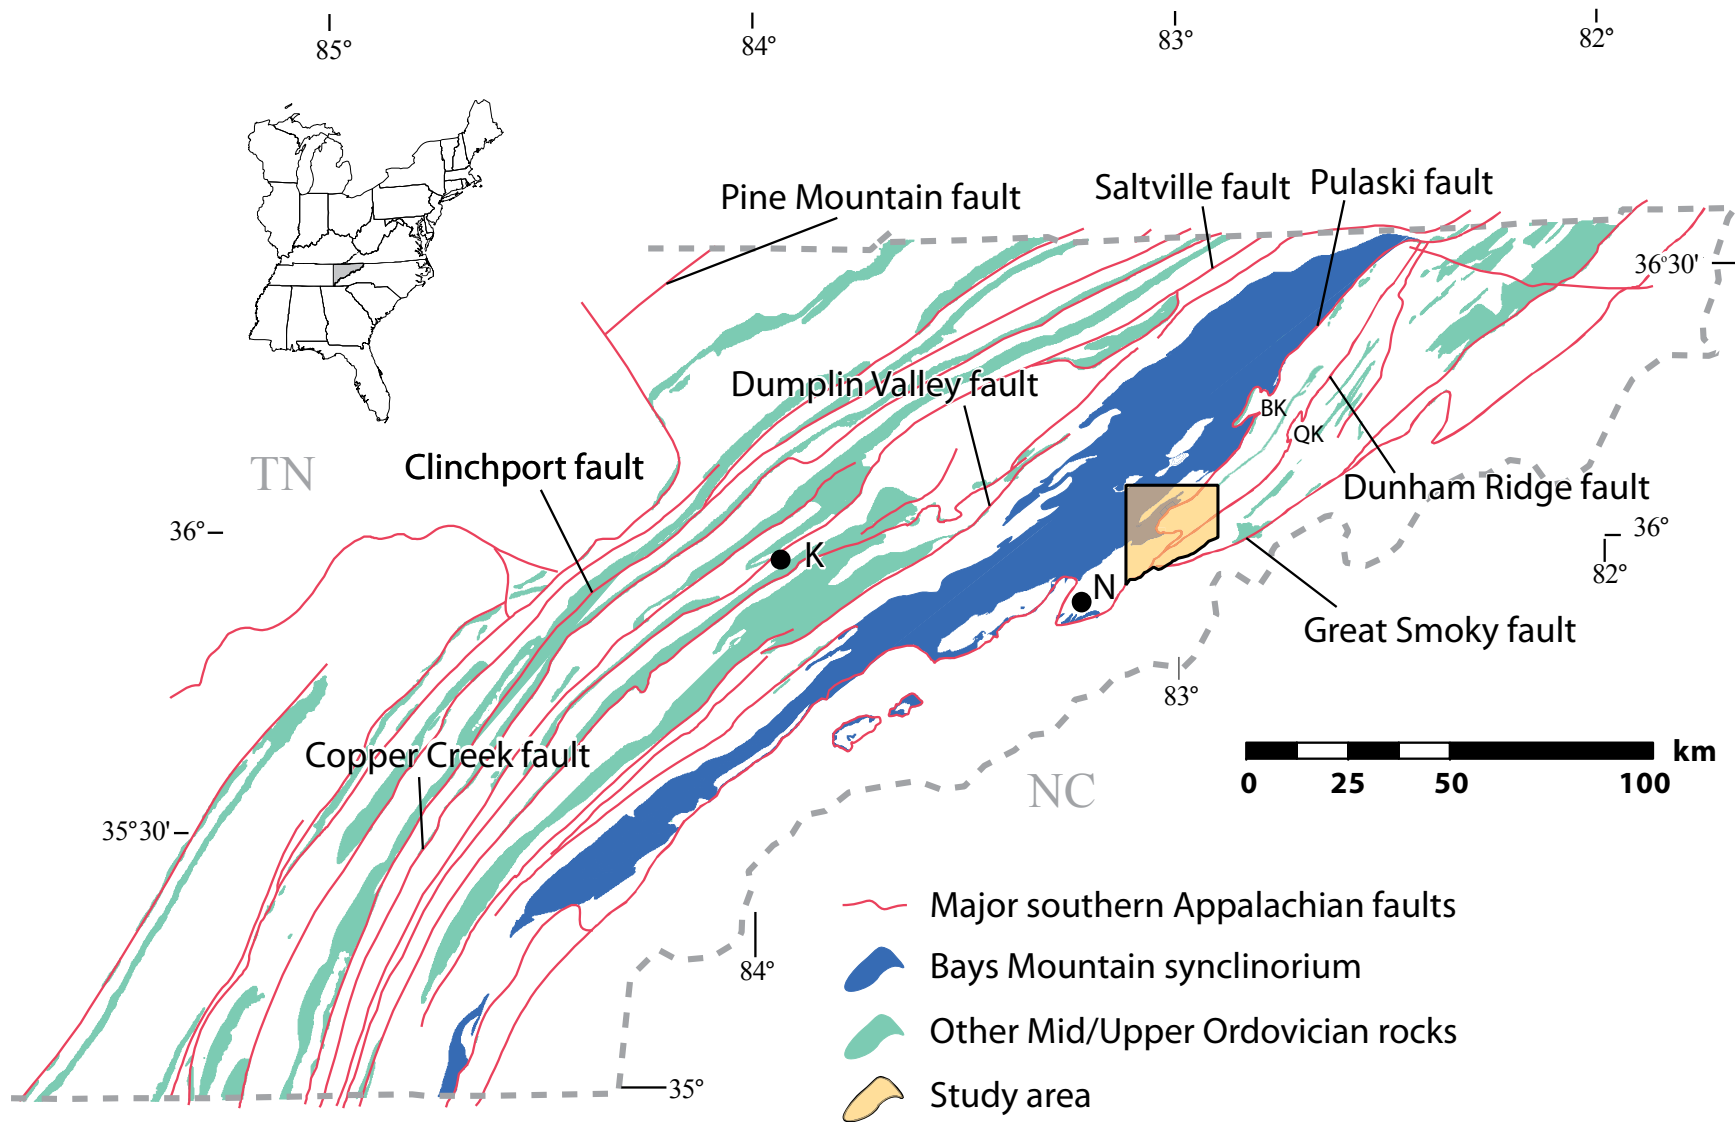 85°
84°
83°
82°
Pine Mountain fault
Saltville fault
Pulaski fault
36°30'
Dumplin Valley fault
BK
QK
TN
Clinchport fault
Dunham Ridge fault
36°
36°
K
82°
N
Great Smoky fault
83°
Copper Creek fault
NC
km
0 25 50 100
35°30'
Major southern Appalachian faults
84°
Bays Mountain synclinorium
Other Mid/Upper Ordovician rocks
35°
Study area